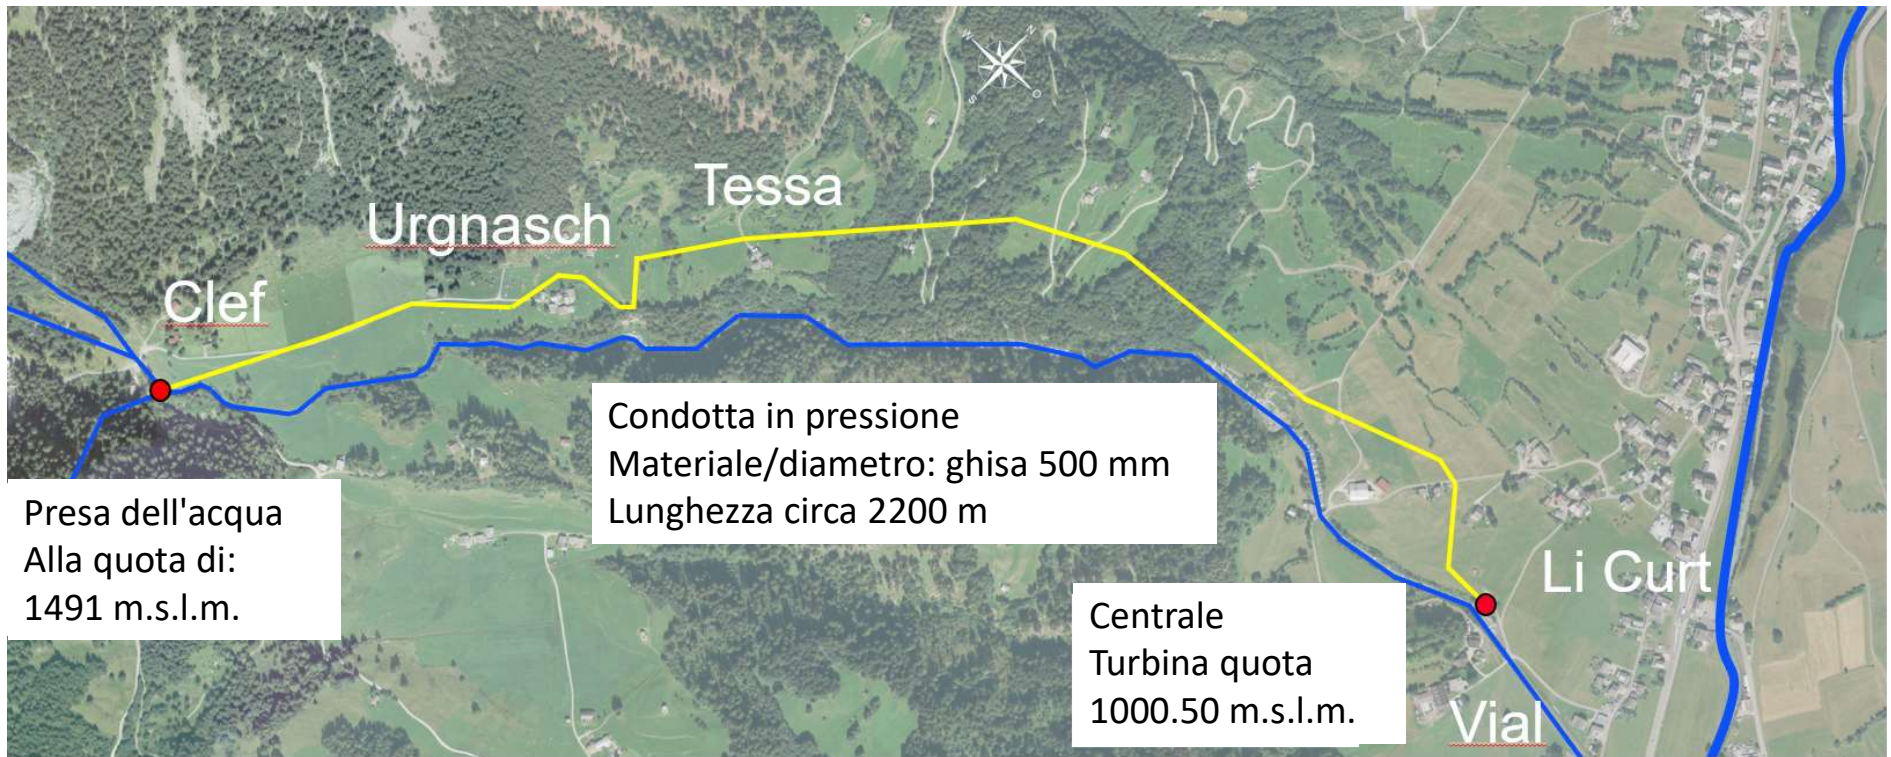 Tessa
Urgnasch
Clef
Condotta in pressione
Materiale/diametro: ghisa 500 mm
Lunghezza circa 2200 m
Presa dell'acqua
Alla quota di:
1491 m.s.l.m.
Li Curt
Centrale
Turbina quota
1000.50 m.s.l.m.
Vial
N
W
S
O